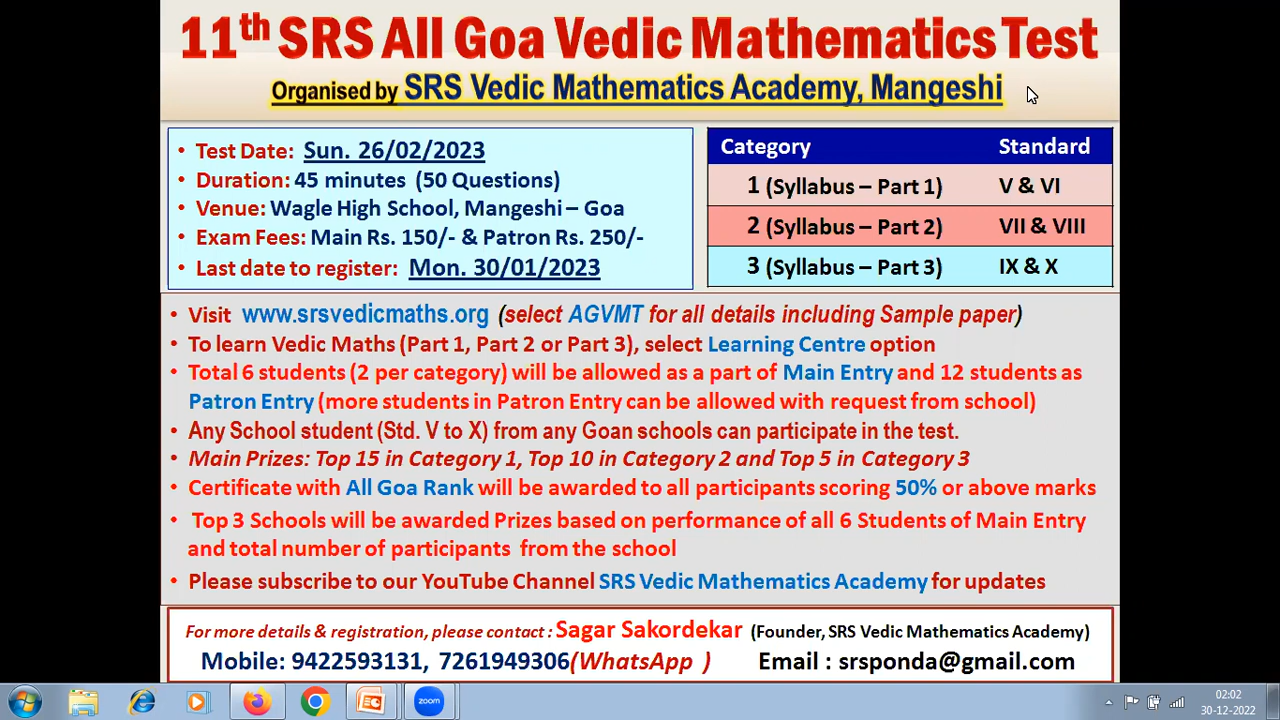 11th SRS All Goa Vedic Mathematics Test
Organised by SRS Vedic Mathematics Academy, Mangeshi
• Test Date: Sun. 26/02/2023
• Duration: 45 minutes (50 Questions)
• Venue: Wagle High School, Mangeshi – Goa
• Exam Fees: Main Rs. 150/- & Patron Rs. 250/-
• Last date to register: Mon. 30/01/2023
Category Standard
1 (Syllabus – Part 1) V & VI
2 (Syllabus – Part 2) VII & VIII
3 (Syllabus – Part 3) IX & X
• Visit www.srsvedicmaths.org (select AGVMT for all details including Sample paper)
• To learn Vedic Maths (Part 1, Part 2 or Part 3), select Learning Centre option
• Total 6 students (2 per category) will be allowed as a part of Main Entry and 12 students as
Patron Entry (more students in Patron Entry can be allowed with request from school)
• Any School student (Std. V to X) from any Goan schools can participate in the test.
• Main Prizes: Top 15 in Category 1, Top 10 in Category 2 and Top 5 in Category 3
• Certificate with All Goa Rank will be awarded to all participants scoring 50% or above marks
• Top 3 Schools will be awarded Prizes based on performance of all 6 Students of Main Entry
and total number of participants from the school
• Please subscribe to our YouTube Channel SRS Vedic Mathematics Academy for updates
For more details & registration, please contact : Sagar Sakordekar (Founder, SRS Vedic Mathematics Academy)
Mobile: 9422593131, 7261949306(WhatsApp ) Email : srsponda@gmail.com
zoom
02:02
30-12-2022